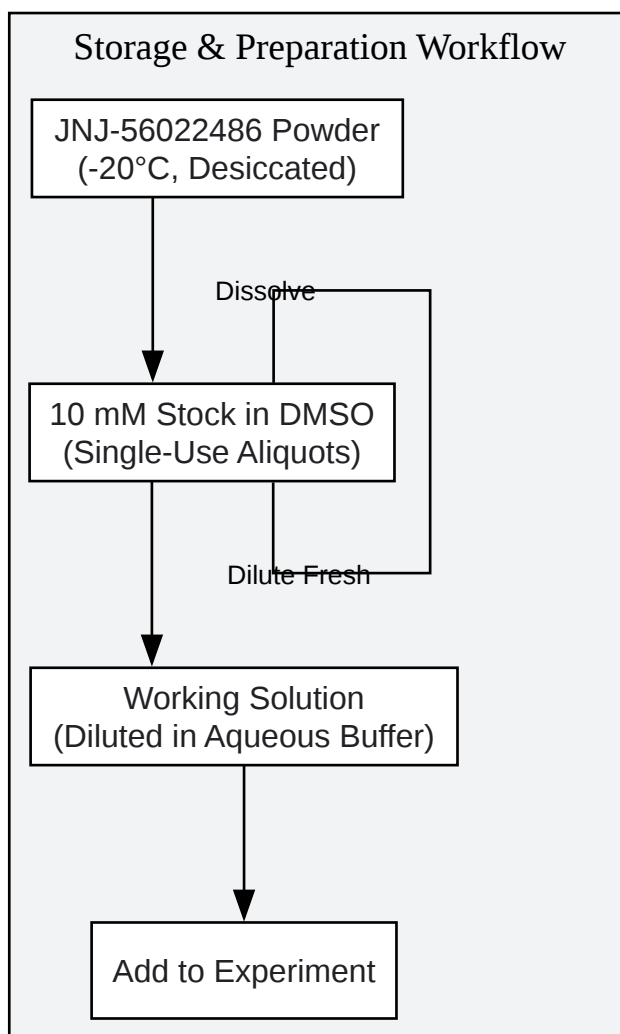 Storage & Preparation Workflow
JNJ-56022486 Powder
(-20°C, Desiccated)
Dissolve
10 mM Stock in DMSO
(Single-Use Aliquots)
Dilute Fresh
Working Solution
(Diluted in Aqueous Buffer)
Add to Experiment